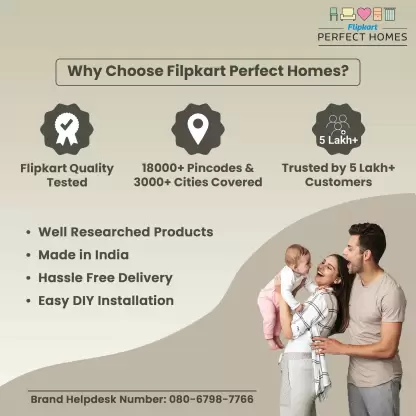 Flipkart
PERFECT HOMES
Why Choose Filpkart Perfect Homes?
5 Lakh+
Flipkart Quality
Tested
18000+ Pincodes &
3000+ Cities Covered
Trusted by 5 Lakh+
Customers
• Well Researched Products
• Made in India
• Hassle Free Delivery
• Easy DIY Installation
Brand Helpdesk Number: 080-6798-7766